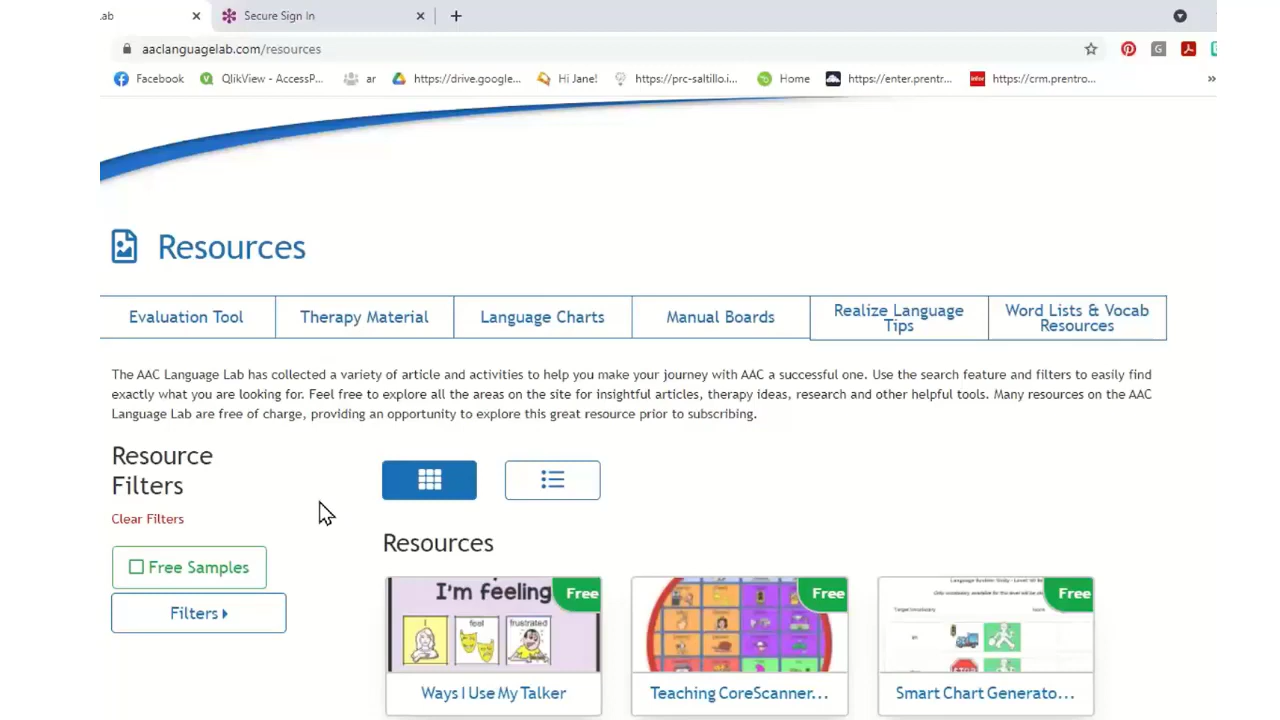 .ab
Secure Sign In
aaclanguagelab.com/resources
Facebook
QlikView - AccessP...
ar
https://drive.google...
Hi Jane!
https://prc-saltillo.i...
Home
https://enter.prentro...
https://crm.prentro...
Resources
Evaluation Tool
Therapy Material
Language Charts
Manual Boards
Realize Language
Tips
Word Lists & Vocab
Resources
The AAC Language Lab has collected a variety of article and activities to help you make your journey with AAC a successful one. Use the search feature and filters to easily find
exactly what you are looking for. Feel free to explore all the areas on the site for insightful articles, therapy ideas, research and other helpful tools. Many resources on the AAC
Language Lab are free of charge, providing an opportunity to explore this great resource prior to subscribing.
Resource
Filters
Clear Filters
Free Samples
Filters
Resources
I'm feeling
Free
I
feel
frustrated
Ways I Use My Talker
Free
Teaching CoreScanner...
Free
Smart Chart Generato...